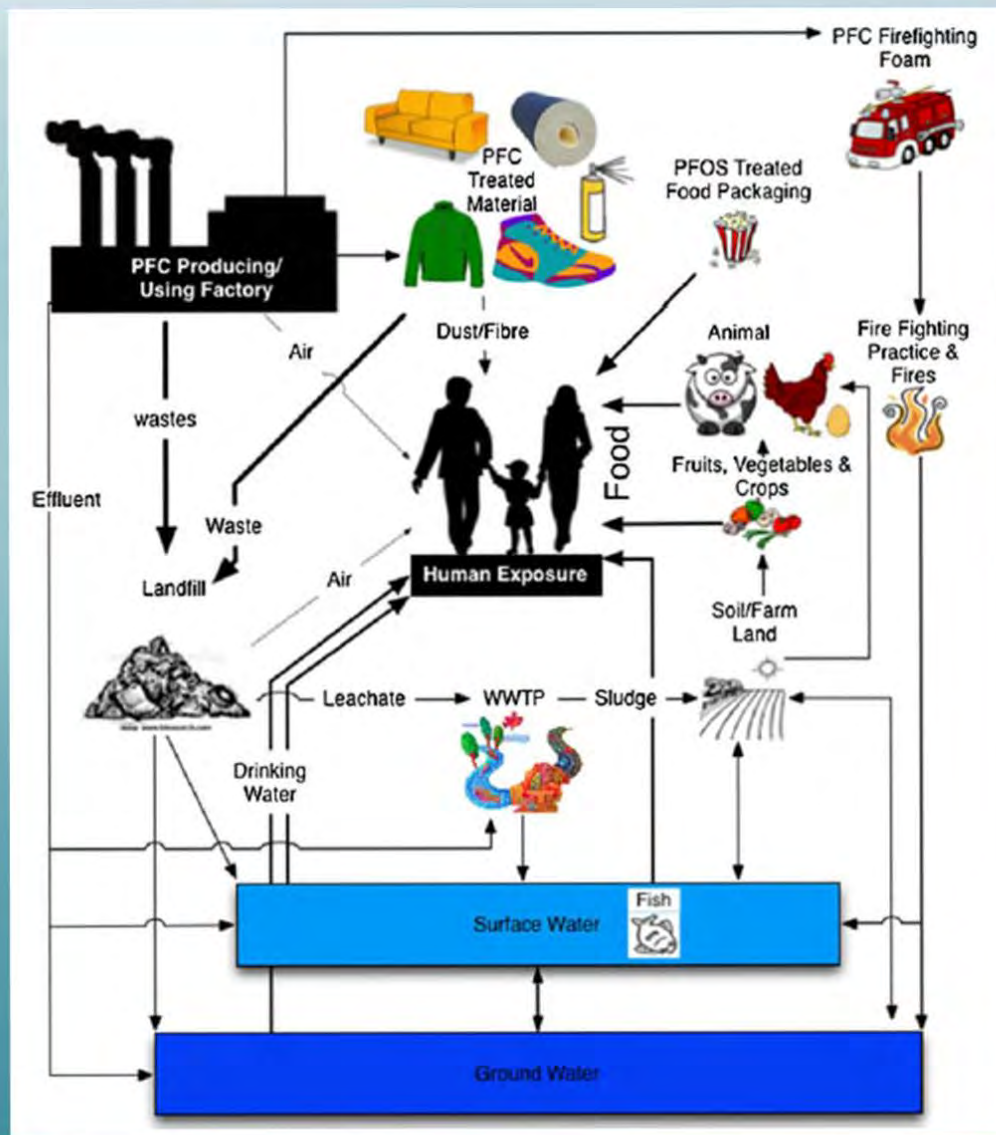 PFC Firefighting
Foam
PFC
Treated
Material
PFOS Treated
Food Packaging
PFC Producing/
Using Factory
Air
Dust/Fibre
Animal
Fire Fighting
Practice &
Fires
wastes
Food
Fruits, Vegetables &
Crops
Effluent
Waste
Landfill
Air
Human Exposure
Soil/Farm
Land
Leachate
WWTP
Sludge
Drinking
Water
Fish
Surface Water
Ground Water